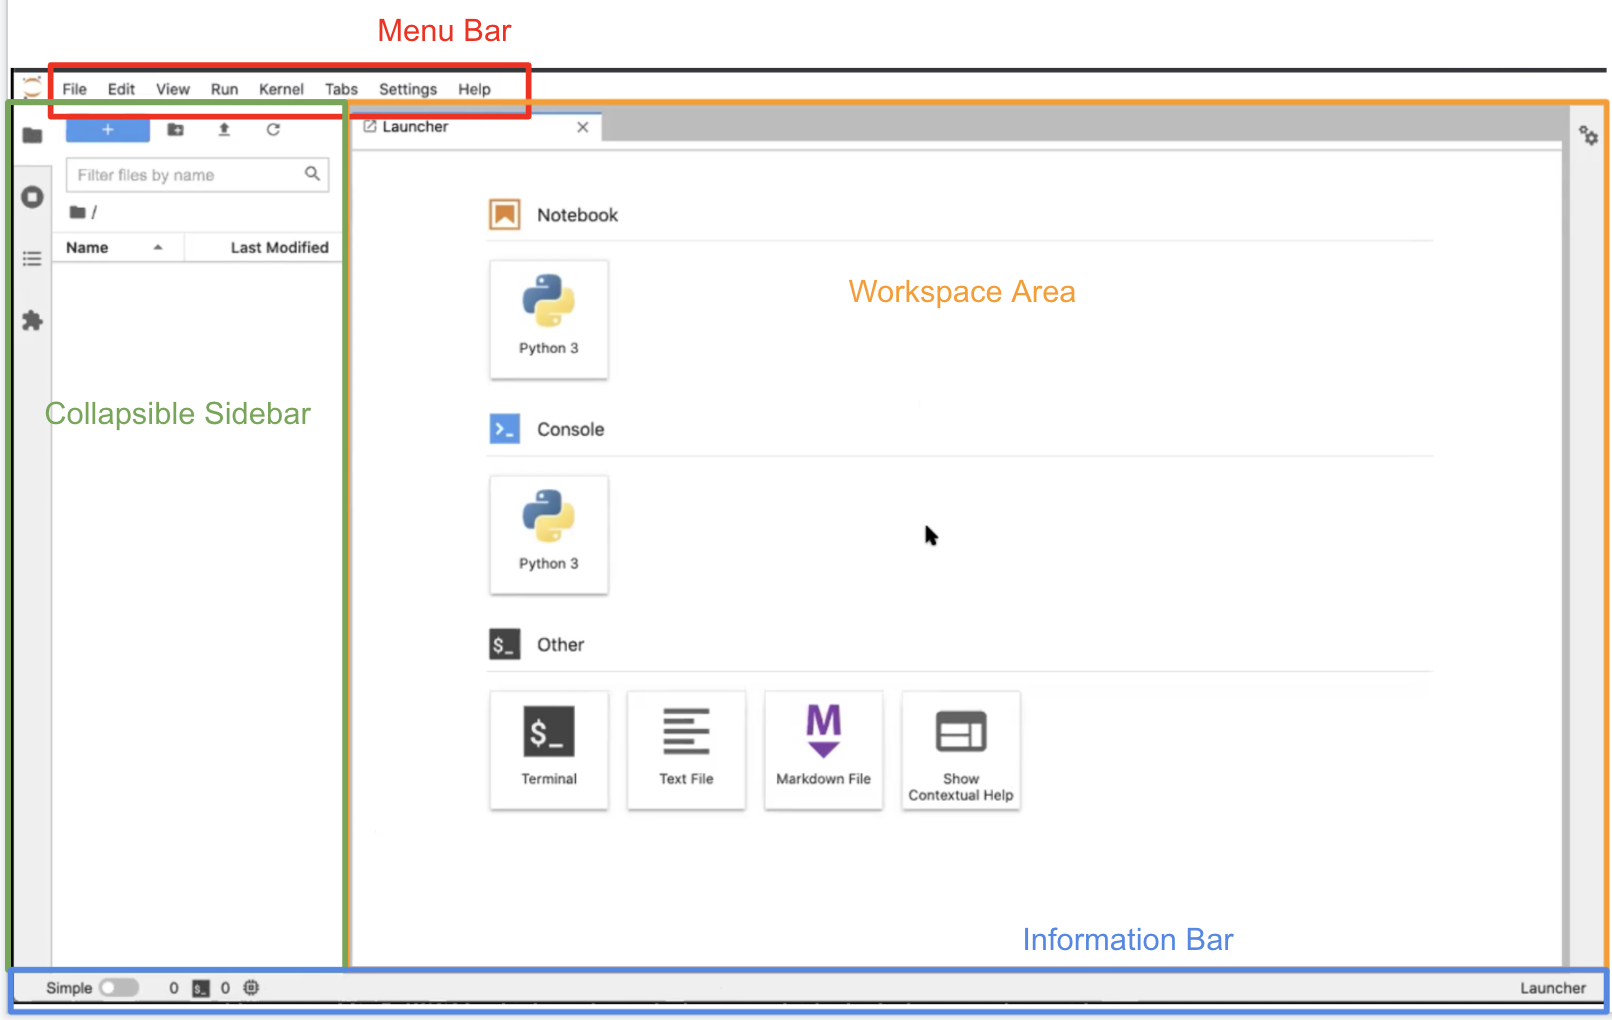 Menu Bar
File Edit View Run Kernel Tabs Settings Help
+
Launcher
Filter files by name
/
Name Last Modified
Notebook
Python 3
Workspace Area
Collapsible Sidebar
Console
Python 3
$_ Other
$_
Terminal
Text File
M
Markdown File
Show
Contextual Help
Information Bar
Simple 0 $_ 0 Launcher